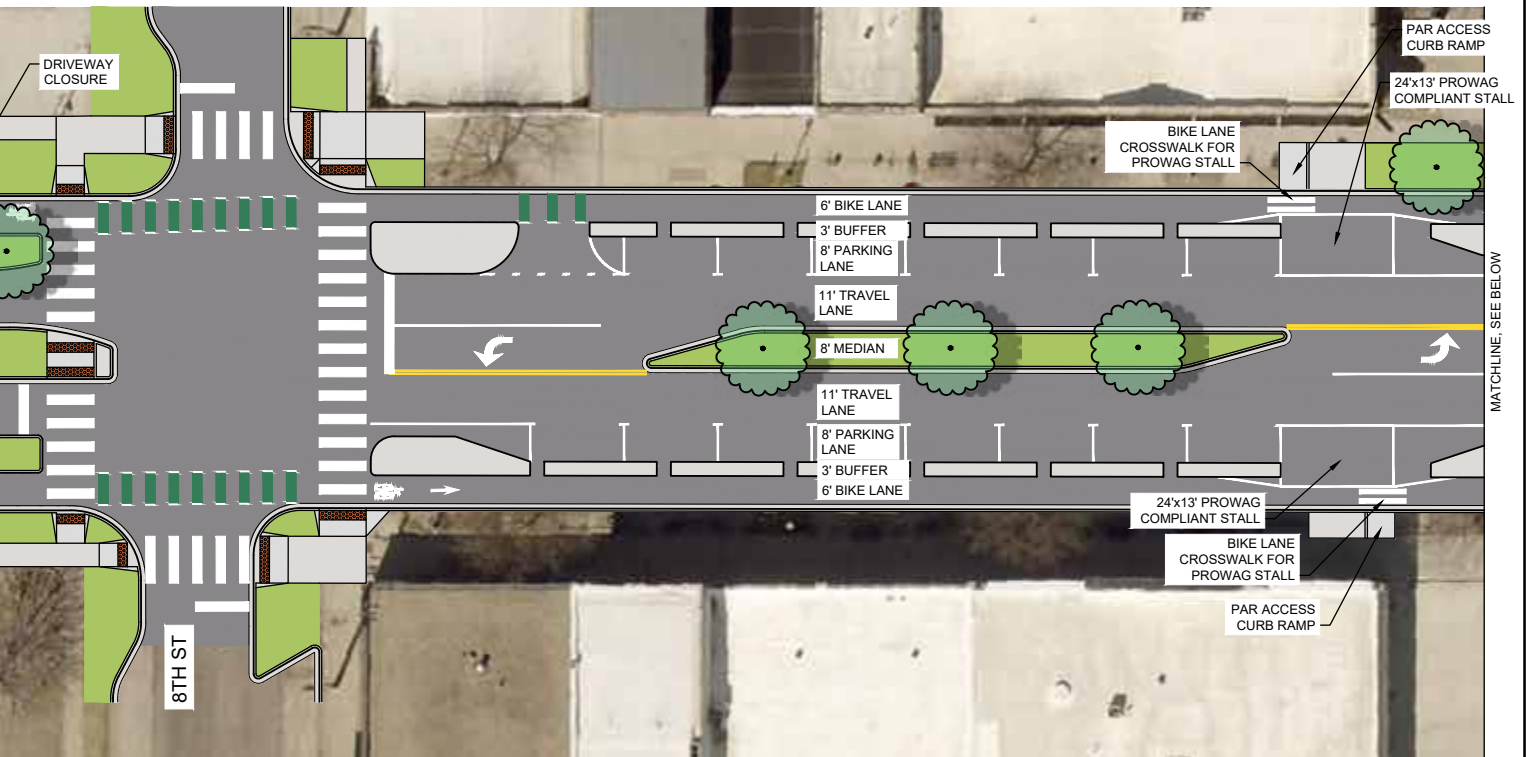 DRIVEWAY
CLOSURE
PAR ACCESS
CURB RAMP
24'x13' PROWAG
COMPLIANT STALL
BIKE LANE
CROSSWALK FOR
PROWAG STALL
6' BIKE LANE
3' BUFFER
8' PARKING
LANE
11' TRAVEL
LANE
8' MEDIAN
11' TRAVEL
LANE
8' PARKING
LANE
3' BUFFER
6' BIKE LANE
MATCHLINE, SEE BELOW
24'x13' PROWAG
COMPLIANT STALL
BIKE LANE
CROSSWALK FOR
PROWAG STALL
PAR ACCESS
CURB RAMP
8TH ST